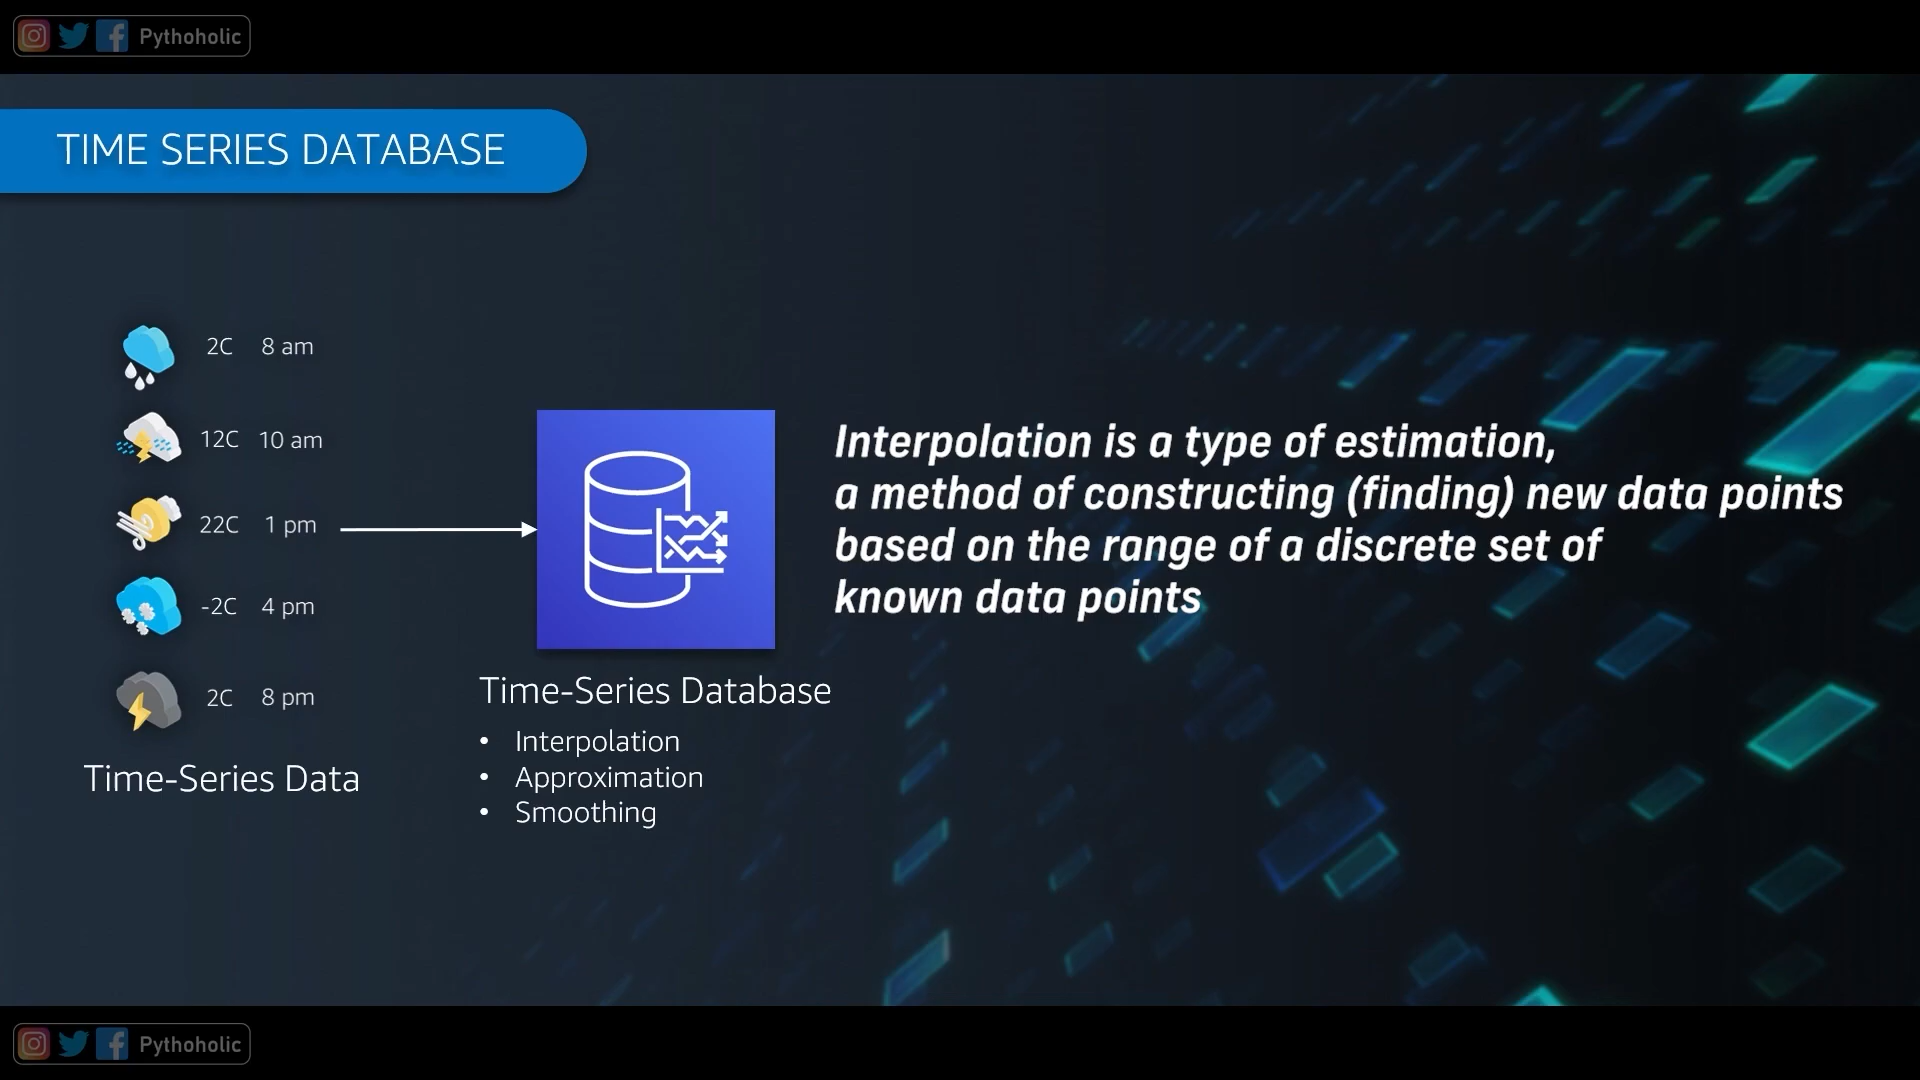 Pythoholic
TIME SERIES DATABASE
2C 8 am
12C 10 am
22C 1 pm
-2C 4 pm
2C 8 pm
Time-Series Data
Time-Series Database
• Interpolation
• Approximation
• Smoothing
Interpolation is a type of estimation,
a method of constructing (finding) new data points
based on the range of a discrete set of
known data points
Pythoholic